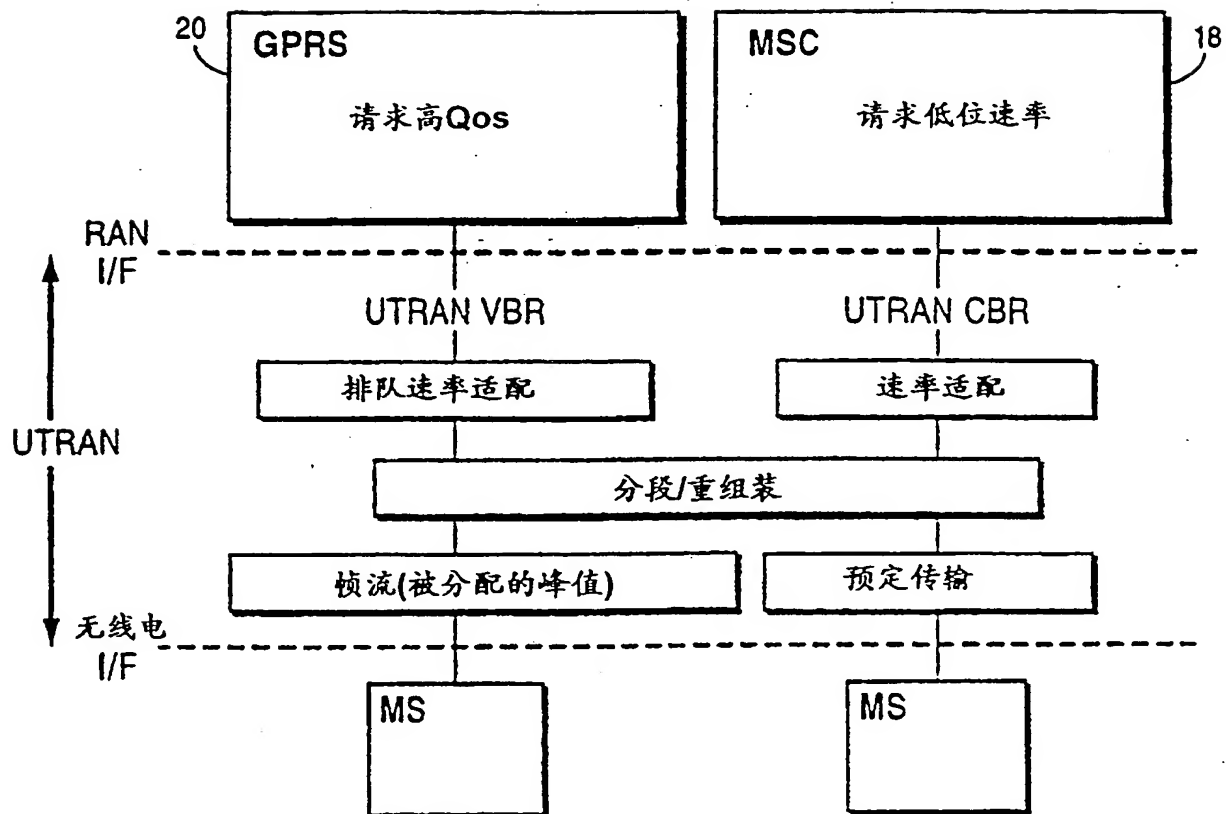 20
GPRS
请求高Qos
MSC
18
请求低位速率
RAN
I/F
UTRAN VBR
UTRAN CBR
排队速率适配
速率适配
UTRAN
分段/重组装
帧流(被分配的峰值)
预定传输
无线电
I/F
MS
MS